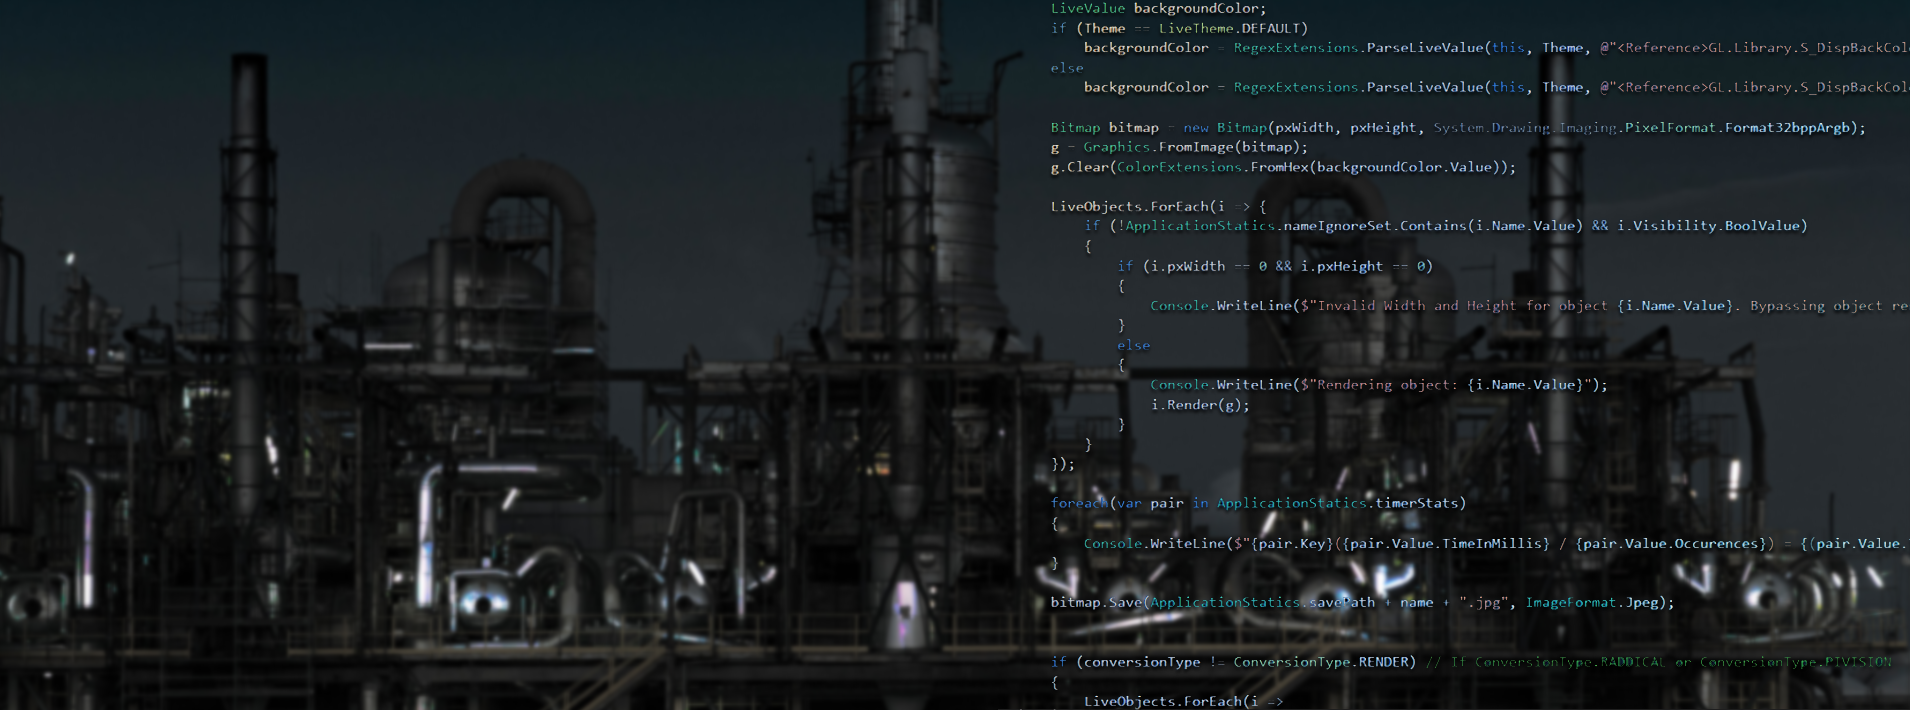 LiveValue backgroundColor;
if (Theme == LiveTheme.DEFAULT)
backgroundColor = RegexExtensions.ParseLiveValue(this, Theme, @"<Reference>GL.Library.S_DispBackCol
else
backgroundColor = RegexExtensions.ParseLiveValue(this, Theme, @"<Reference>GL.Library.S_DispBackCol
Bitmap bitmap = new Bitmap(pxWidth, pxHeight, System.Drawing.Imaging.PixelFormat.Format32bppArgb);
g = Graphics.FromImage(bitmap);
g.Clear(ColorExtensions.FromHex(backgroundColor.Value));
LiveObjects.ForEach(i => {
if (!ApplicationStatics.nameIgnoreSet.Contains(i.Name.Value) && i.Visibility.BoolValue)
{
if (i.pxWidth == 0 && i.pxHeight == 0)
{
Console.WriteLine($"Invalid Width and Height for object {i.Name.Value}. Bypassing object re
}
else
{
Console.WriteLine($"Rendering object: {i.Name.Value}");
i.Render(g);
}
}
});
foreach(var pair in ApplicationStatics.timerStats)
{
Console.WriteLine($"{pair.Key}({pair.Value.TimeInMillis} / {pair.Value.Occurences}) = {(pair.Value.
}
bitmap.Save(ApplicationStatics.savePath + name + ".jpg", ImageFormat.Jpeg);
if (conversionType != ConversionType.RENDER) // If ConversionType.RADDICAL or ConversionType.PIVISION
{
LiveObjects.ForEach(i =>